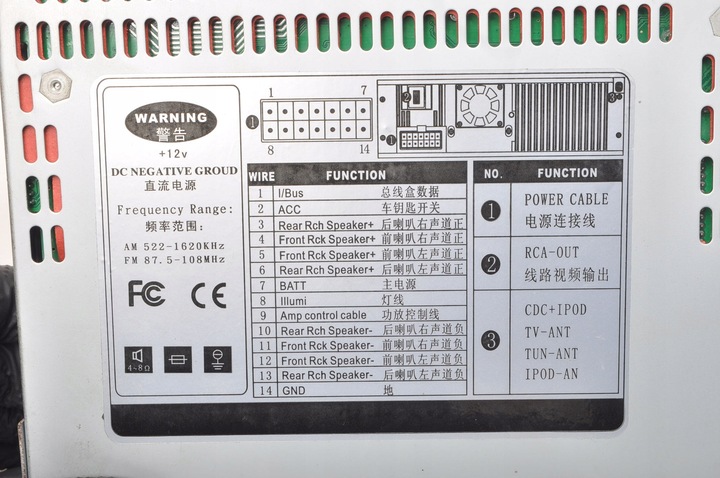 WARNING
警告
+12v
DC NEGATIVE GROUD
直流电源
Frequency Range:
频率范围:
AM 522-1620KHz
FM 87.5-108MHz
FC CE
4~8Ω
1 7
1
8 14
2
1
3
WIRE FUNCTION
1 I/Bus 总线盒数据
2 ACC 车钥匙开关
3 Rear Rch Speaker+ 后喇叭右声道正
4 Front Rck Speaker+ 前喇叭右声道正
5 Front Rck Speaker+ 前喇叭左声道正
6 Rear Rch Speaker+ 后喇叭左声道正
7 BATT 主电源
8 Illumi 灯线
9 Amp control cable 功放控制线
10 Rear Rch Speaker- 后喇叭右声道负
11 Front Rck Speaker- 前喇叭右声道负
12 Front Rck Speaker- 前喇叭左声道负
13 Rear Rch Speaker- 后喇叭左声道负
14 GND 地
NO. FUNCTION
1 POWER CABLE
电源连接线
2 RCA-OUT
线路视频输出
3 CDC+IPOD
TV-ANT
TUN-ANT
IPOD-AN